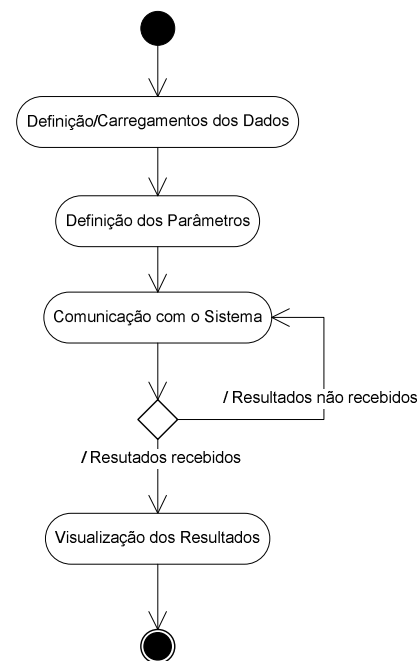 Definição/Carregamentos dos Dados
Definição dos Parâmetros
Comunicação com o Sistema
/ Resultados não recebidos
/ Resutados recebidos
Visualização dos Resultados